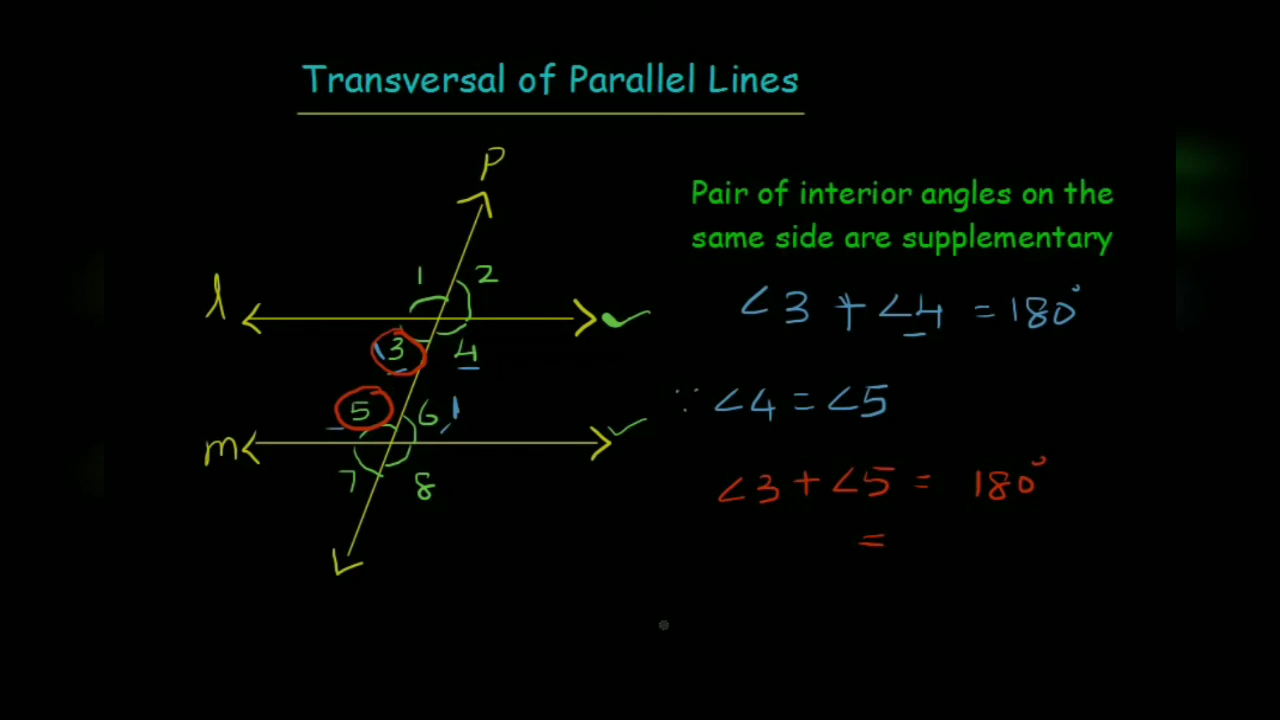 Transversal of Parallel Lines
P
Pair of interior angles on the
same side are supplementary
1 2
l
∠3 + ∠4 = 180°
3 4
∵ ∠4 = ∠5
5 6
m
7 8
∠3 + ∠5 = 180°
=